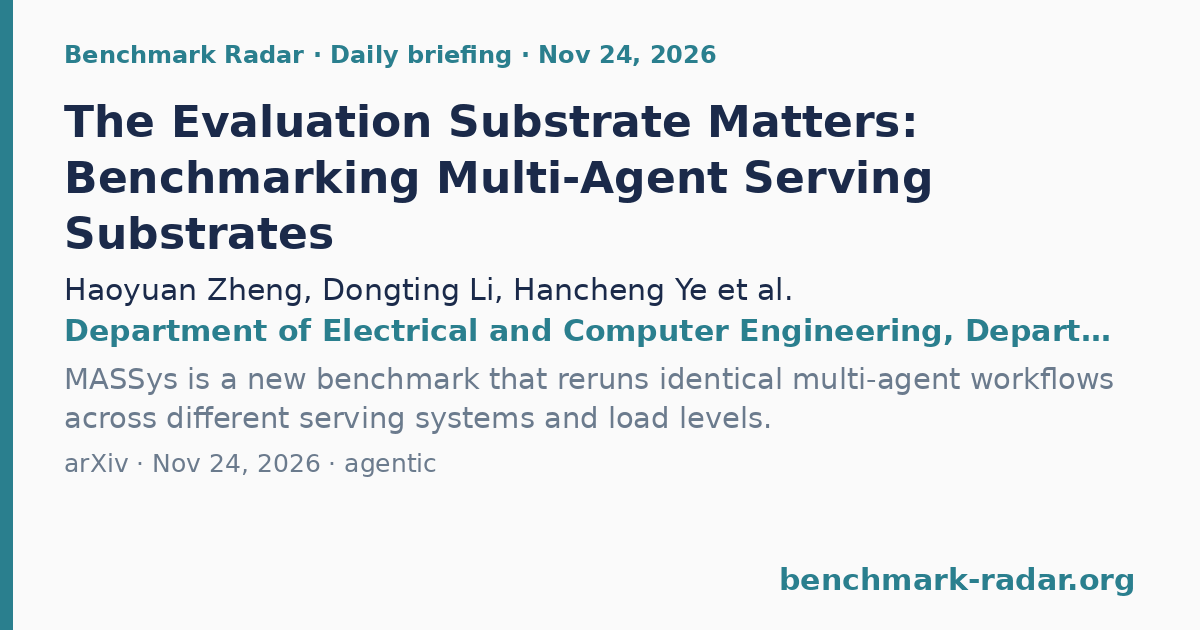 Benchmark Radar · Daily briefing · Nov 24, 2026
The Evaluation Substrate Matters:
Benchmarking Multi-Agent Serving
Substrates
Haoyuan Zheng, Dongting Li, Hancheng Ye et al.
Department of Electrical and Computer Engineering, Depart…
MASSys is a new benchmark that reruns identical multi-agent workflows
across different serving systems and load levels.
arXiv · Nov 24, 2026 · agentic
benchmark-radar.org